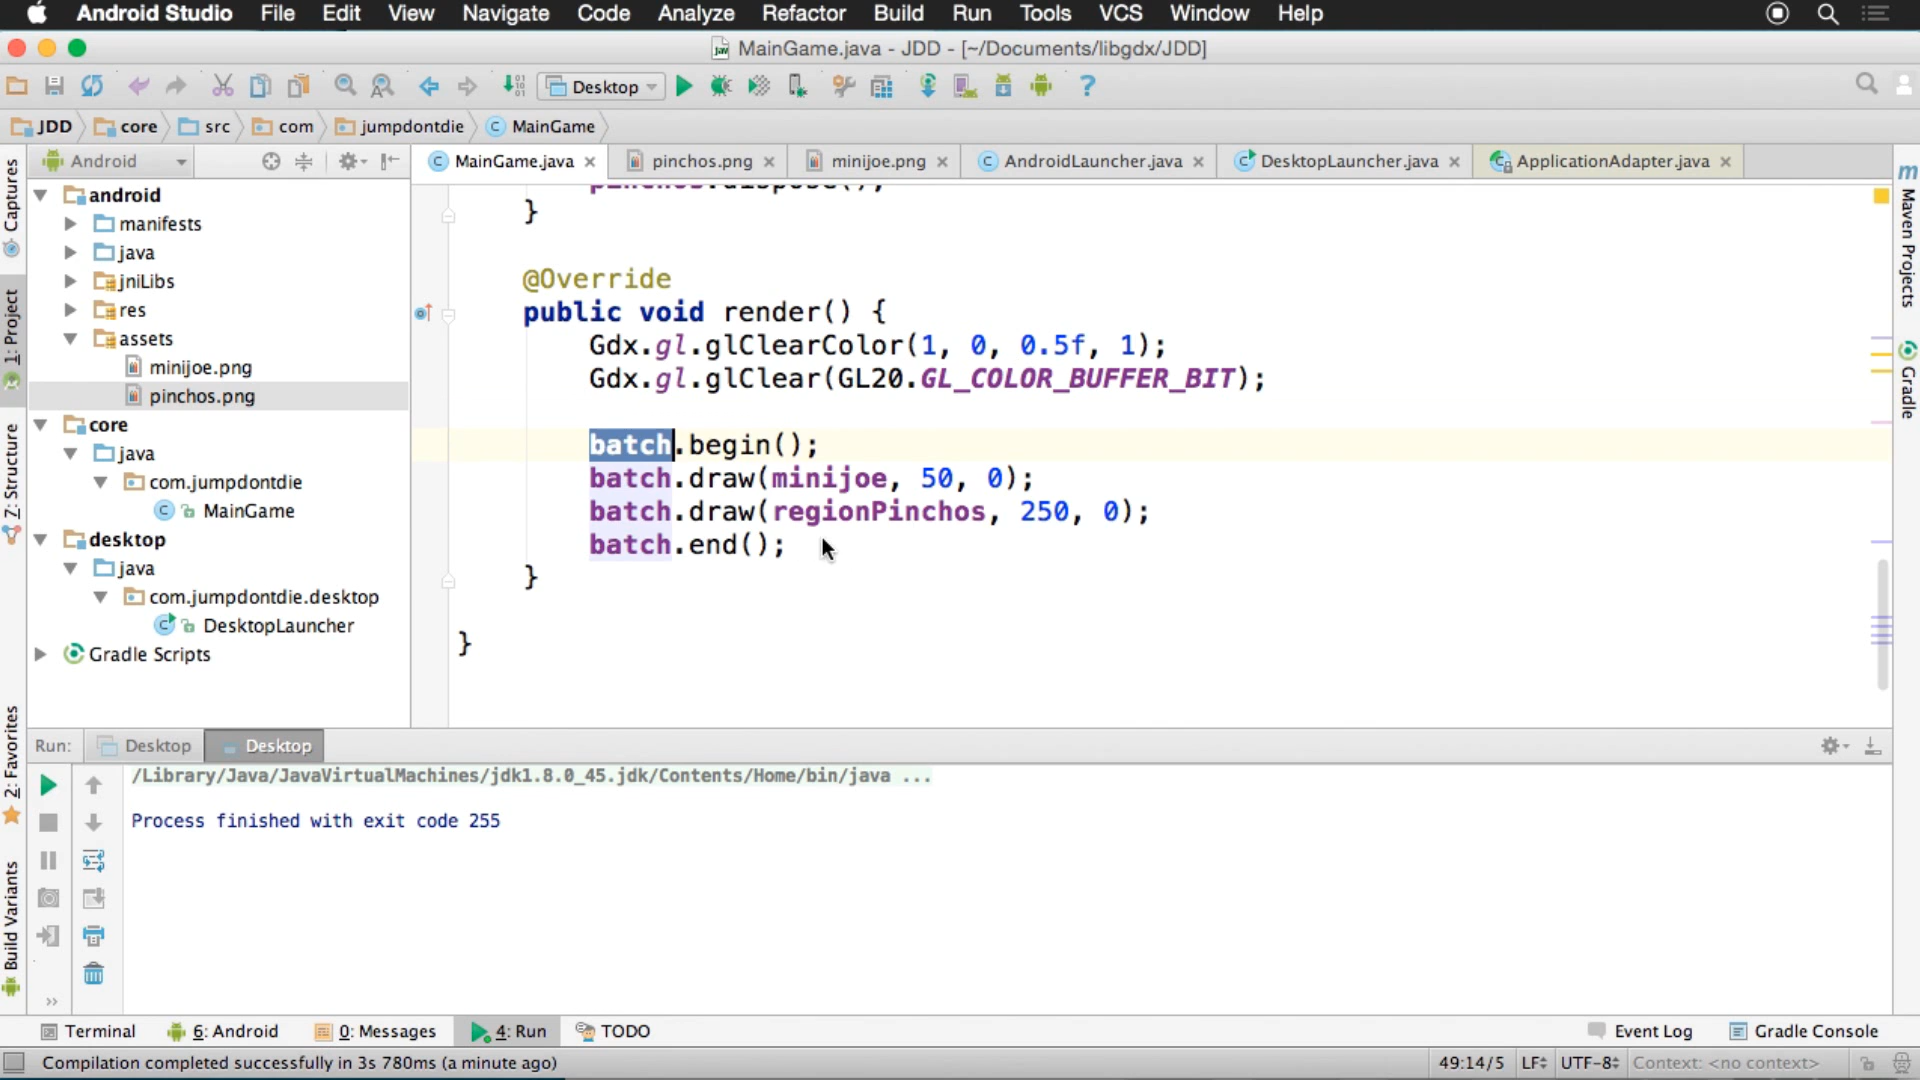 Android Studio File Edit View Navigate Code Analyze Refactor Build Run Tools VCS Window Help
MainGame.java - JDD - [~/Documents/libgdx/JDD]
Desktop
JDD core src com jumpdontdie MainGame
Android
MainGame.java pinchos.png minijoe.png AndroidLauncher.java DesktopLauncher.java ApplicationAdapter.java
Captures
1: Project
Z: Structure
2: Favorites
Build Variants
android
manifests
java
jniLibs
res
assets
minijoe.png
pinchos.png
core
java
com.jumpdontdie
MainGame
desktop
java
com.jumpdontdie.desktop
DesktopLauncher
Gradle Scripts
pinchos.dispose();
}
@Override
public void render() {
Gdx.gl.glClearColor(1, 0, 0.5f, 1);
Gdx.gl.glClear(GL20.GL_COLOR_BUFFER_BIT);
batch.begin();
batch.draw(minijoe, 50, 0);
batch.draw(regionPinchos, 250, 0);
batch.end();
}
}
Maven Projects
Gradle
Run: Desktop Desktop
/Library/Java/JavaVirtualMachines/jdk1.8.0_45.jdk/Contents/Home/bin/java ...
Process finished with exit code 255
Terminal 6: Android 0: Messages 4: Run TODO Event Log Gradle Console
Compilation completed successfully in 3s 780ms (a minute ago) 49:14/5 LF UTF-8 Context: <no context>